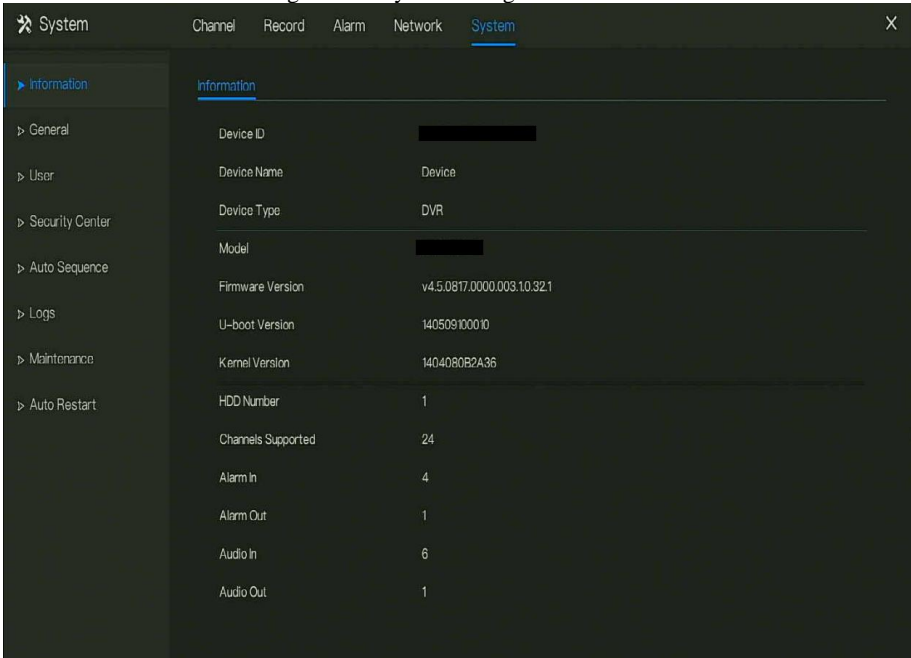 System Channel Record Alarm Network System X
Information
General
User
Security Center
Auto Sequence
Logs
Maintenance
Auto Restart
Information
Device ID
Device Name Device
Device Type DVR
Model
Firmware Version v4.5.0817.0000.003.1.0.32.1
U-boot Version 140509100010
Kernel Version 1404080B2A36
HDD Number 1
Channels Supported 24
Alarm In 4
Alarm Out 1
Audio In 6
Audio Out 1